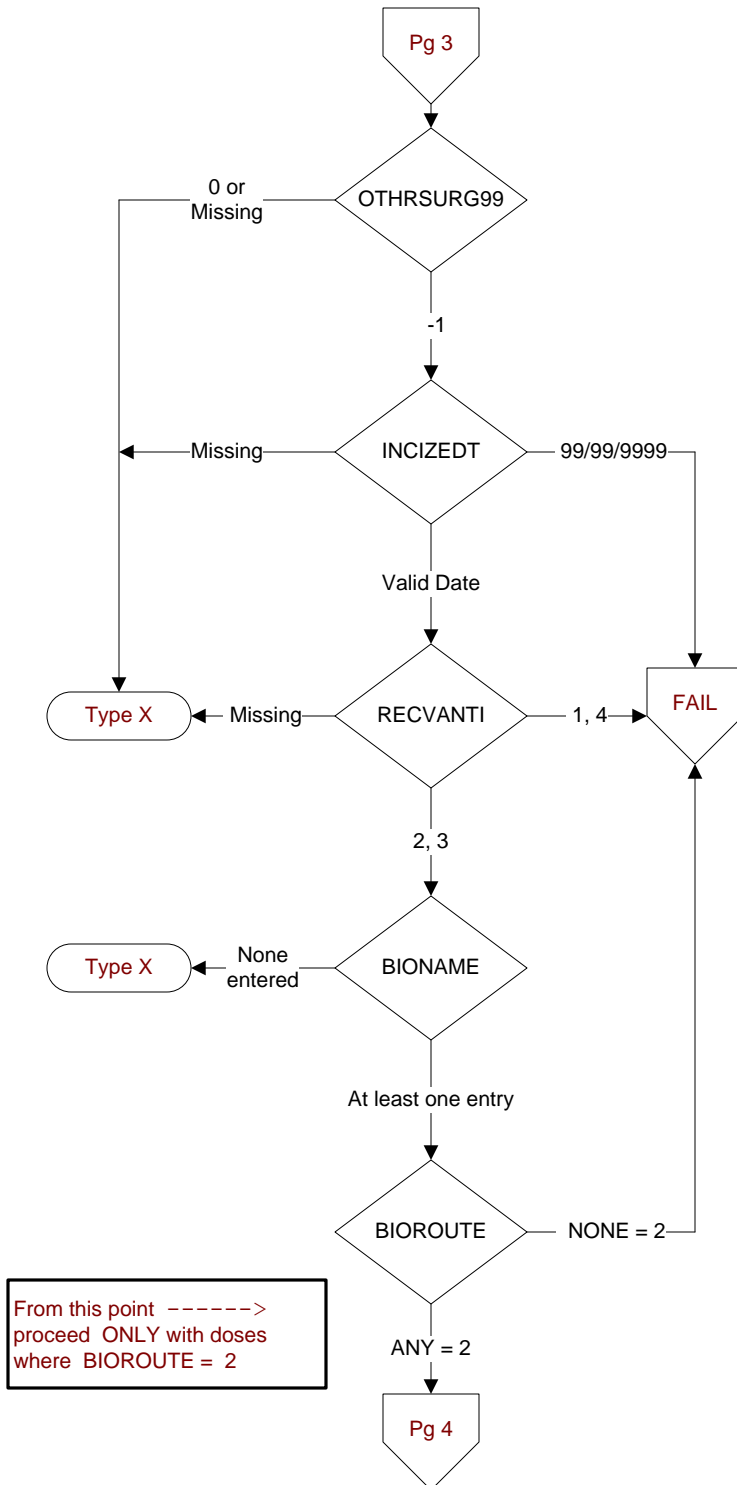 Pg 3
OTHRSURG99
0 or
Missing
-1
INCIZEDT
Missing
99/99/9999
Valid Date
RECVANTI
Missing
Type X
1, 4
FAIL
2, 3
BIONAME
None
entered
Type X
At least one entry
BIOROUTE
NONE = 2
From this point ------>
proceed ONLY with doses
where BIOROUTE = 2
ANY = 2
Pg 4